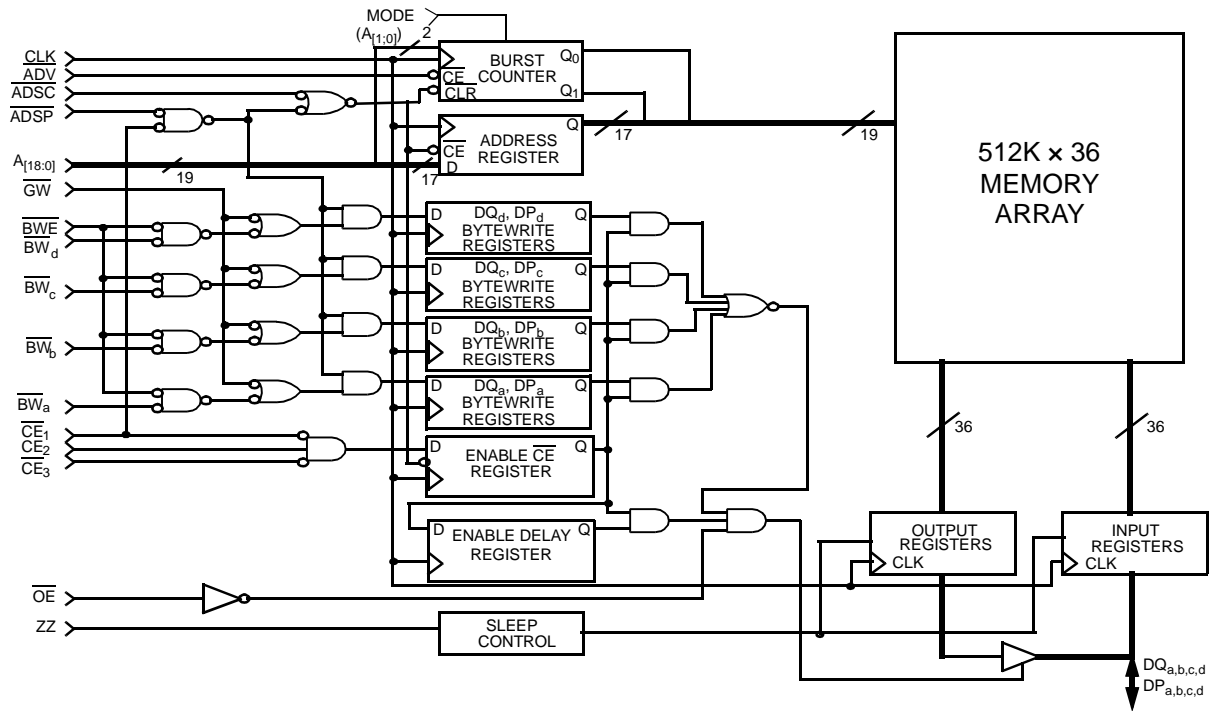 MODE
(A[1;0])
2
CLK
ADV
ADSC
ADSP
A[18:0]
19
GW
BWE
BWd
BWc
BWb
BWa
CE1
CE2
CE3
OE
ZZ
BURST
COUNTER
CE
CLR
Q0
Q1
ADDRESS
REGISTER
CE
D
Q
17
17
19
512K × 36
MEMORY
ARRAY
D
DQd, DPd
BYTEWRITE
REGISTERS
Q
D
DQc, DPc
BYTEWRITE
REGISTERS
Q
D
DQb, DPb
BYTEWRITE
REGISTERS
Q
D
DQa, DPa
BYTEWRITE
REGISTERS
Q
D
ENABLE CE
REGISTER
Q
D
ENABLE DELAY
REGISTER
Q
36
36
OUTPUT
REGISTERS
CLK
INPUT
REGISTERS
CLK
SLEEP
CONTROL
DQa,b,c,d
DPa,b,c,d